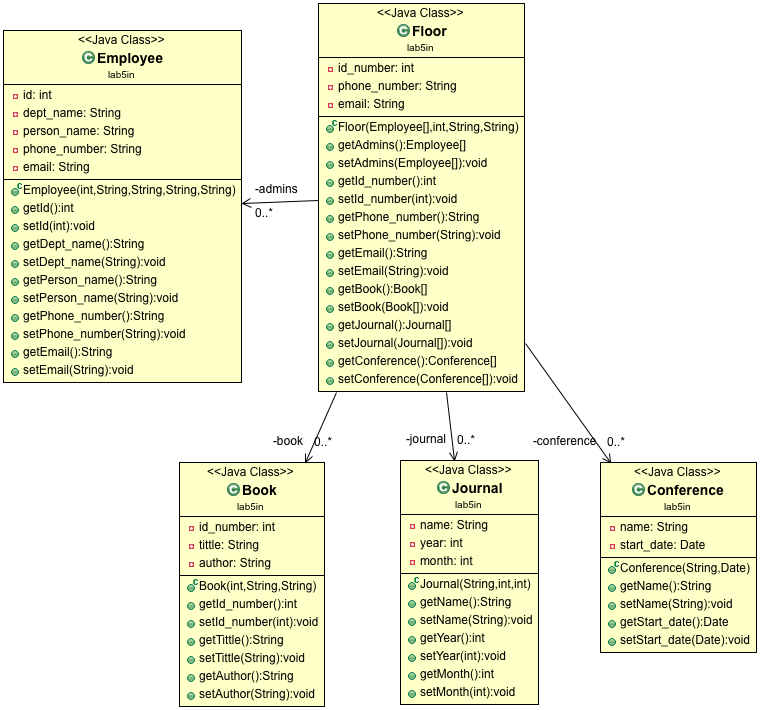 <<Java Class>>
Employee
lab5in
id: int
dept_name: String
person_name: String
phone_number: String
email: String
Employee(int,String,String,String,String)
getId():int
setId(int):void
getDept_name():String
setDept_name(String):void
getPerson_name():String
setPerson_name(String):void
getPhone_number():String
setPhone_number(String):void
getEmail():String
setEmail(String):void
-admins
0..*
<<Java Class>>
Floor
lab5in
id_number: int
phone_number: String
email: String
Floor(Employee[],int,String,String)
getAdmins():Employee[]
setAdmins(Employee[]):void
getId_number():int
setId_number(int):void
getPhone_number():String
setPhone_number(String):void
getEmail():String
setEmail(String):void
getBook():Book[]
setBook(Book[]):void
getJournal():Journal[]
setJournal(Journal[]):void
getConference():Conference[]
setConference(Conference[]):void
-book 0..*
-journal 0..*
-conference 0..*
<<Java Class>>
Book
lab5in
id_number: int
tittle: String
author: String
Book(int,String,String)
getId_number():int
setId_number(int):void
getTittle():String
setTittle(String):void
getAuthor():String
setAuthor(String):void
<<Java Class>>
Journal
lab5in
name: String
year: int
month: int
Journal(String,int,int)
getName():String
setName(String):void
getYear():int
setYear(int):void
getMonth():int
setMonth(int):void
<<Java Class>>
Conference
lab5in
name: String
start_date: Date
Conference(String,Date)
getName():String
setName(String):void
getStart_date():Date
setStart_date(Date):void